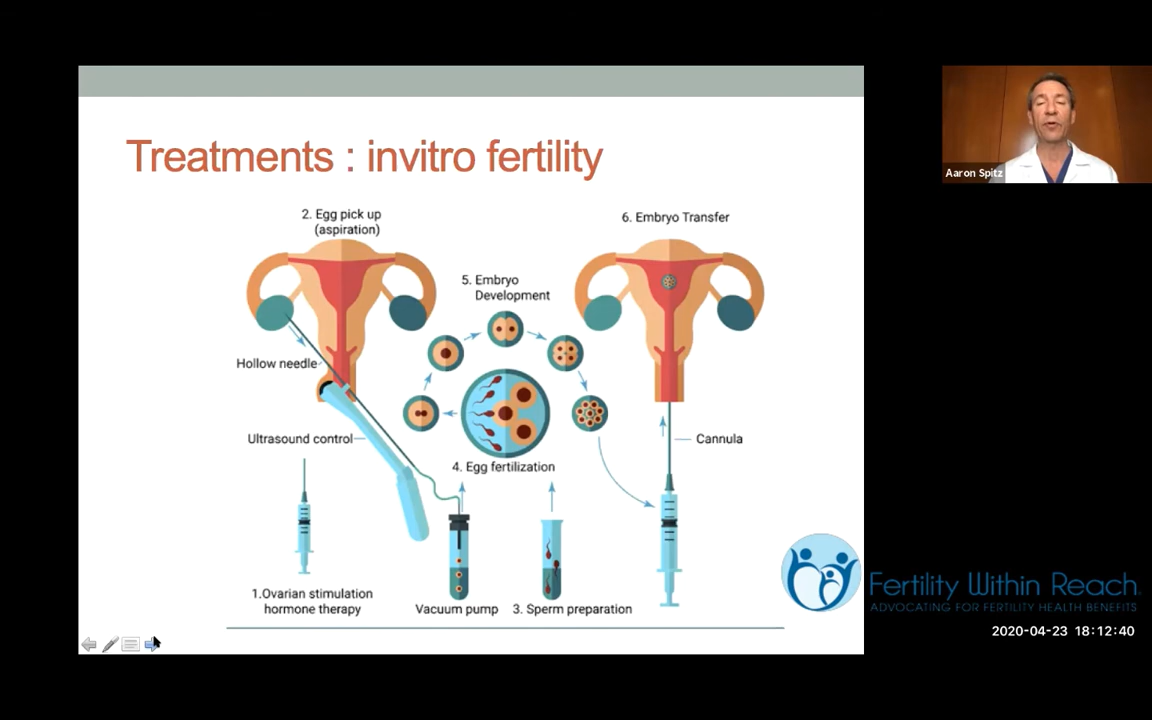 Treatments : invitro fertility
2. Egg pick up
(aspiration)
6. Embryo Transfer
5. Embryo
Development
Hollow needle
Ultrasound control
Cannula
4. Egg fertilization
1.Ovarian stimulation
hormone therapy
Vacuum pump
3. Sperm preparation
Aaron Spitz
Fertility Within Reach.
ADVOCATING FOR FERTILITY HEALTH BENEFITS
2020-04-23 18:12:40